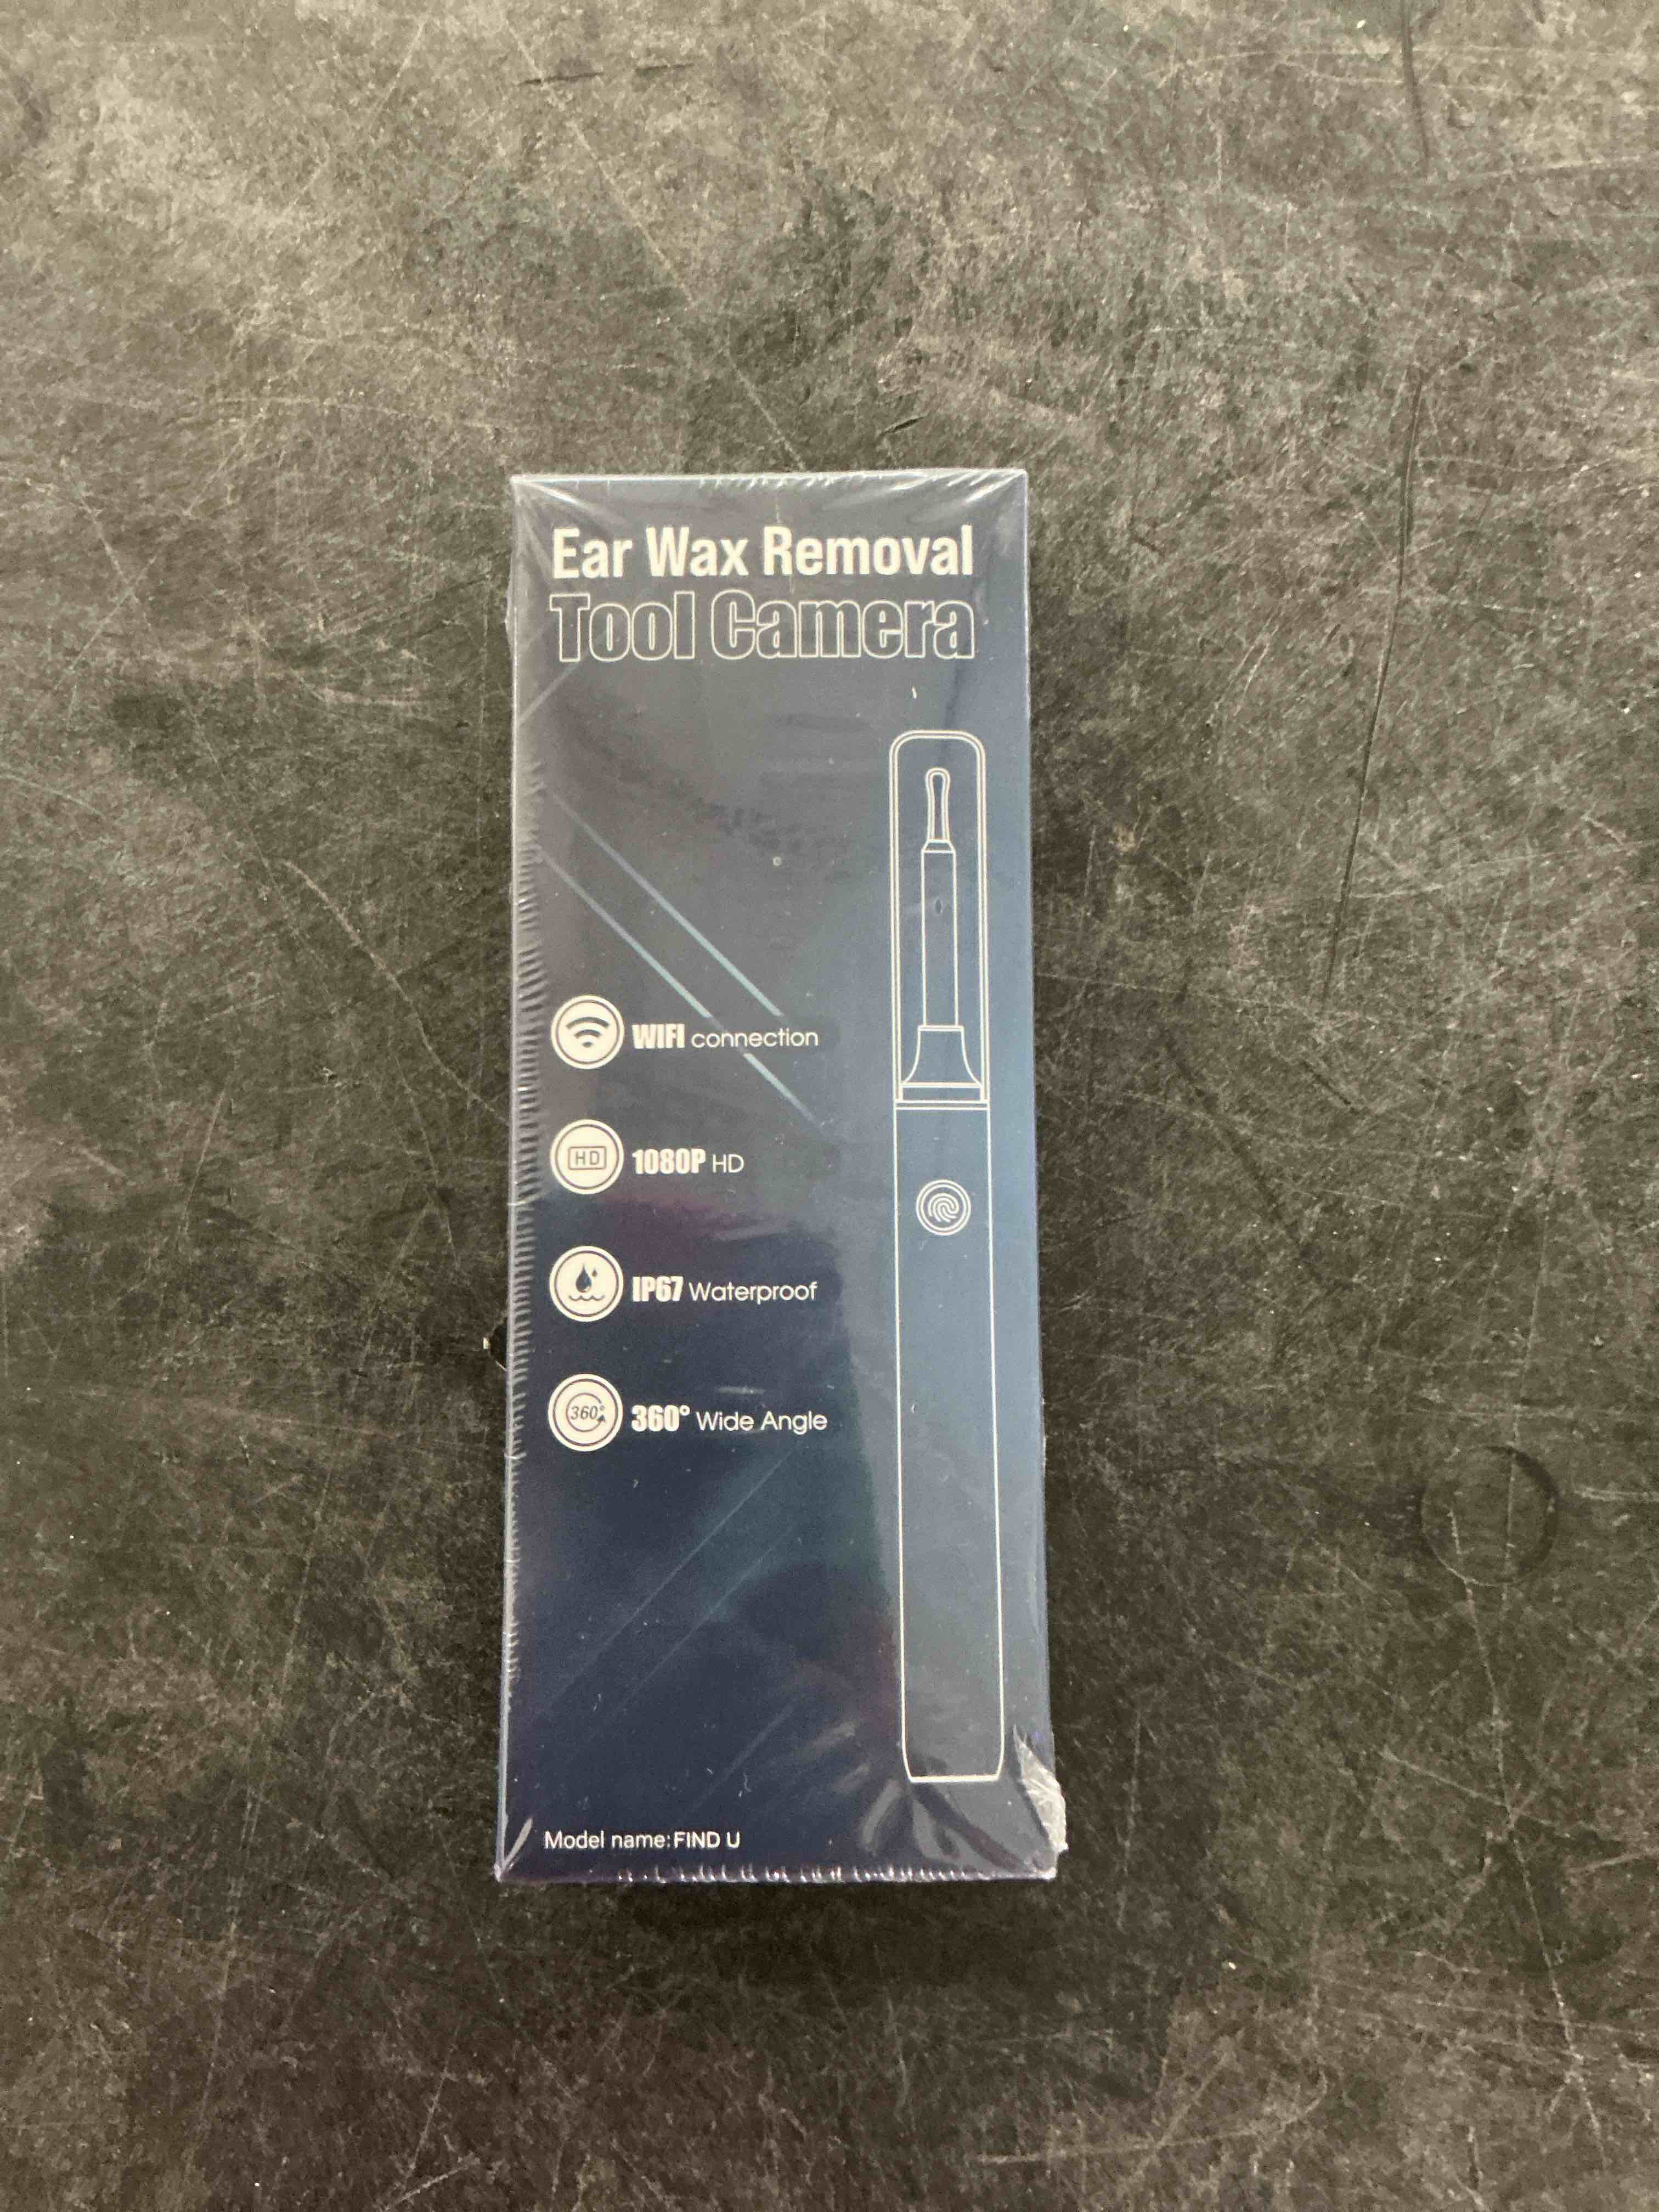 Ear Wax Removal
Tool Camera
WIFI connection
HD
1080P HD
IP67 Waterproof
360°
360° Wide Angle
Model name:FIND U